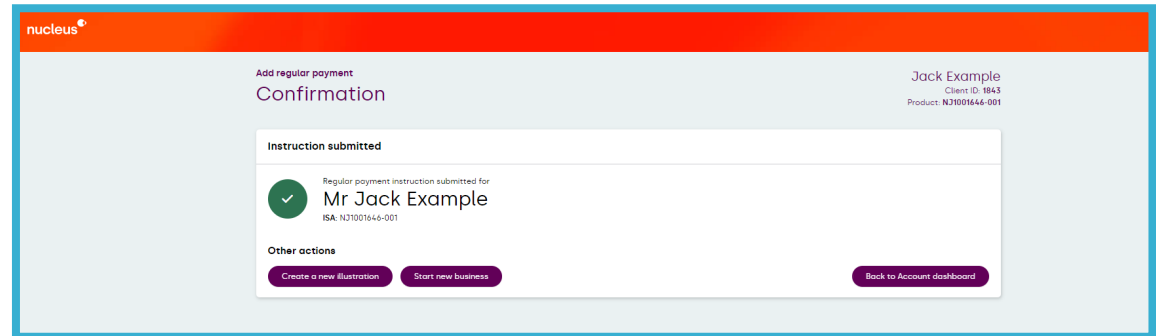 nucleus
Add regular payment
Confirmation
Jack Example
Client ID: 1843
Product: NJ1001646-001
Instruction submitted
Regular payment instruction submitted for
Mr Jack Example
ISA: NJ1001646-001
Other actions
Create a new illustration
Start new business
Back to Account dashboard